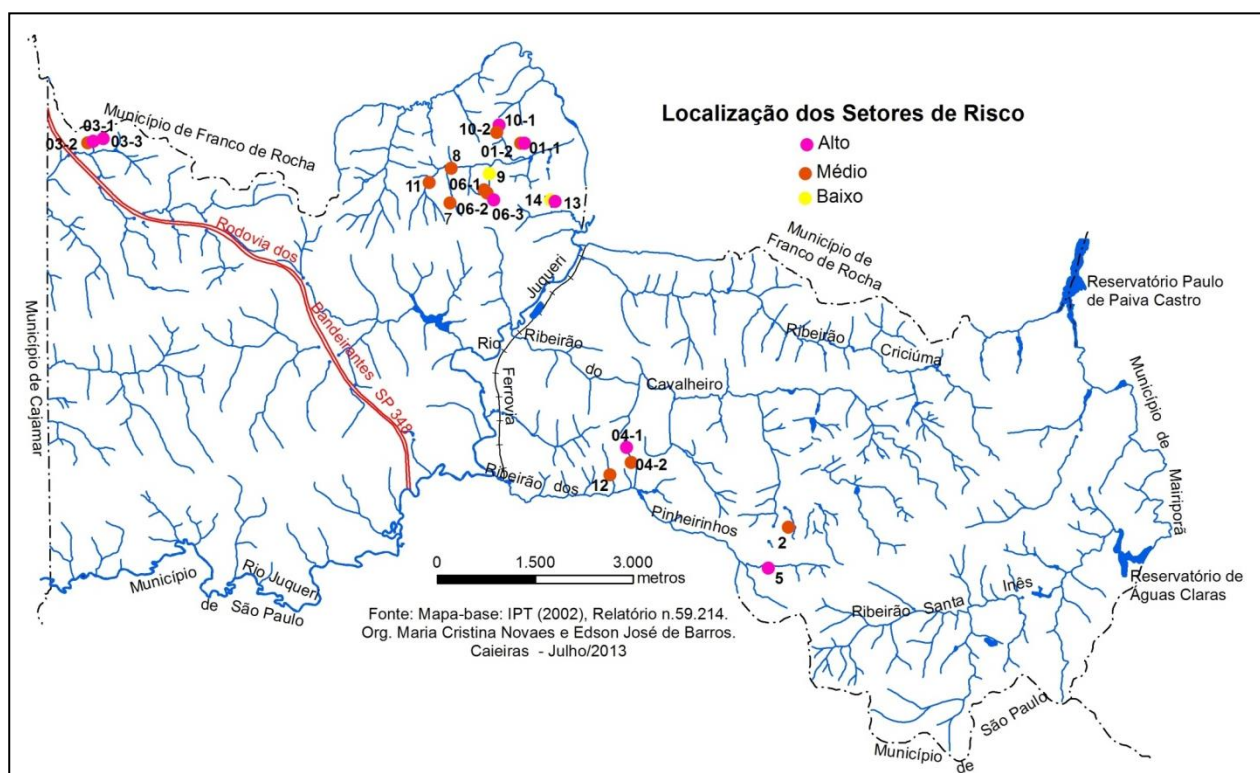 Localização dos Setores de Risco
Alto
Médio
Baixo
Município de Franco de Rocha
03-1
03-2
03-3
10-1
10-2
01-2
01-1
8
9
11
06-1
7
06-2
06-3
14
13
Rodovia dos
Bandeirantes SP 348
Município de Cajamar
Município de
Franco de Rocha
Reservatório Paulo
de Paiva Castro
Rio
Juqueri
Ribeirão
do
Cavalheiro
Ribeirão
Criciúma
Ferrovia
Município de
Mairiporã
04-1
04-2
12
Ribeirão dos
Pinheirinhos
2
5
Reservatório de
Águas Claras
Ribeirão Santa Inês
Município
de São Paulo
Rio Juqueri
0 1.500 3.000
metros
Fonte: Mapa-base: IPT (2002), Relatório n.59.214.
Org. Maria Cristina Novaes e Edson José de Barros.
Caieiras - Julho/2013
Município de
São Paulo